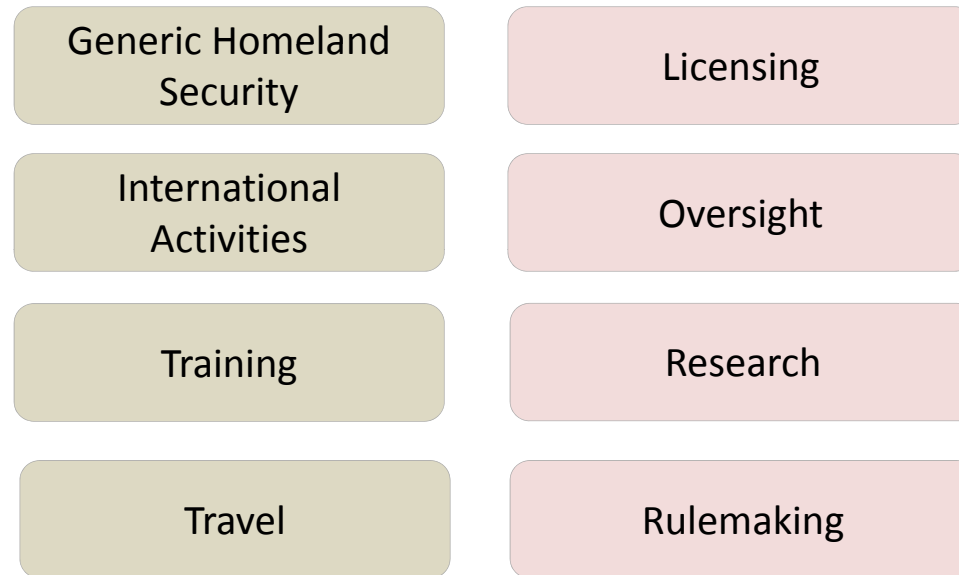 Generic Homeland
Security
Licensing
International
Activities
Oversight
Training
Research
Travel
Rulemaking